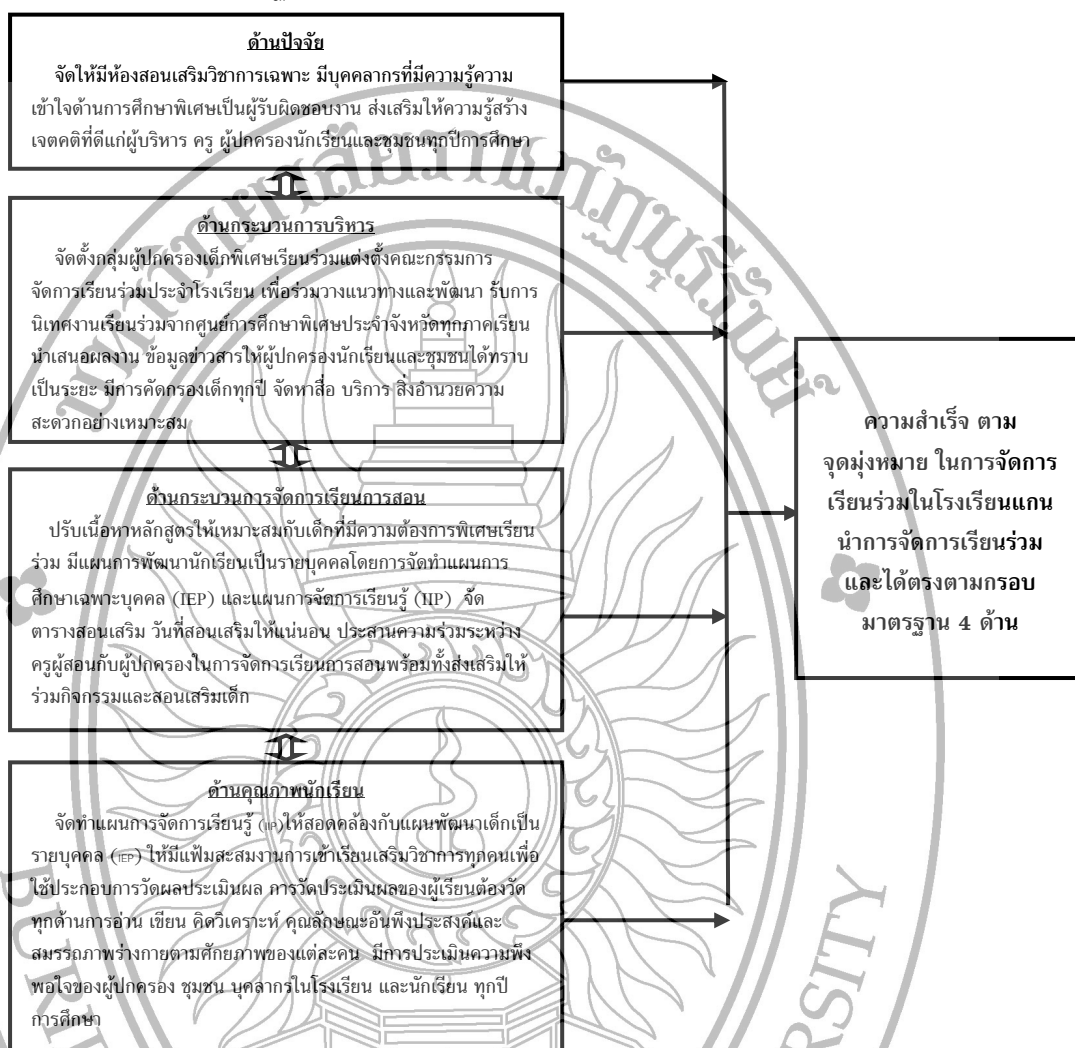 ด้านปัจจัย
จัดให้มีห้องสอนเสริมวิชาการเฉพาะ มีบุคคลากรที่มีความรู้ความ
เข้าใจด้านการศึกษาพิเศษเป็นผู้รับผิดชอบงาน ส่งเสริมให้ความรู้สร้าง
เจตคติที่ดีแก่ผู้บริหาร ครู ผู้ปกครองนักเรียนและชุมชนทุกปีการศึกษา
ด้านกระบวนการบริหาร
จัดตั้งกลุ่มผู้ปกครองเด็กพิเศษเรียนร่วมแต่งตั้งคณะกรรมการ
จัดการเรียนร่วมประจำโรงเรียน เพื่อร่วมวางแนวทางและพัฒนา รับการ
นิเทศงานเรียนร่วมจากศูนย์การศึกษาพิเศษประจำจังหวัดทุกภาคเรียน
นำเสนอผลงาน ข้อมูลข่าวสารให้ผู้ปกครองนักเรียนและชุมชนได้ทราบ
เป็นระยะ มีการคัดกรองเด็กทุกปี จัดหาสื่อ บริการ สิ่งอำนวยความ
สะดวกอย่างเหมาะสม
ด้านกระบวนการจัดการเรียนการสอน
ปรับเนื้อหาหลักสูตรให้เหมาะสมกับเด็กที่มีความต้องการพิเศษเรียน
ร่วม มีแผนการพัฒนานักเรียนเป็นรายบุคคลโดยการจัดทำแผนการ
ศึกษาเฉพาะบุคคล (IEP) และแผนการจัดการเรียนรู้ (IIP) จัด
ตารางสอนเสริม วันที่สอนเสริมให้แน่นอน ประสานความร่วมระหว่าง
ครูผู้สอนกับผู้ปกครองในการจัดการเรียนการสอนพร้อมทั้งส่งเสริมให้
ร่วมกิจกรรมและสอนเสริมเด็ก
ด้านคุณภาพนักเรียน
จัดทำแผนการจัดการเรียนรู้ (IIP)ให้สอดคล้องกับแผนพัฒนาเด็กเป็น
รายบุคคล (IEP) ให้มีแฟ้มสะสมงานการเข้าเรียนเสริมวิชาการทุกคนเพื่อ
ใช้ประกอบการวัดผลประเมินผล การวัดประเมินผลของผู้เรียนต้องวัด
ทุกด้านการอ่าน เขียน คิดวิเคราะห์ คุณลักษณะอันพึงประสงค์และ
สมรรถภาพร่างกายตามศักยภาพของแต่ละคน มีการประเมินความพึง
พอใจของผู้ปกครอง ชุมชน บุคลากรในโรงเรียน และนักเรียน ทุกปี
การศึกษา
ความสำเร็จ ตาม
จุดมุ่งหมาย ในการจัดการ
เรียนร่วมในโรงเรียนแกน
นำการจัดการเรียนร่วม
และได้ตรงตามกรอบ
มาตรฐาน 4 ด้าน
มหาวิทยาลัยราชภัฏบุรีรัมย์